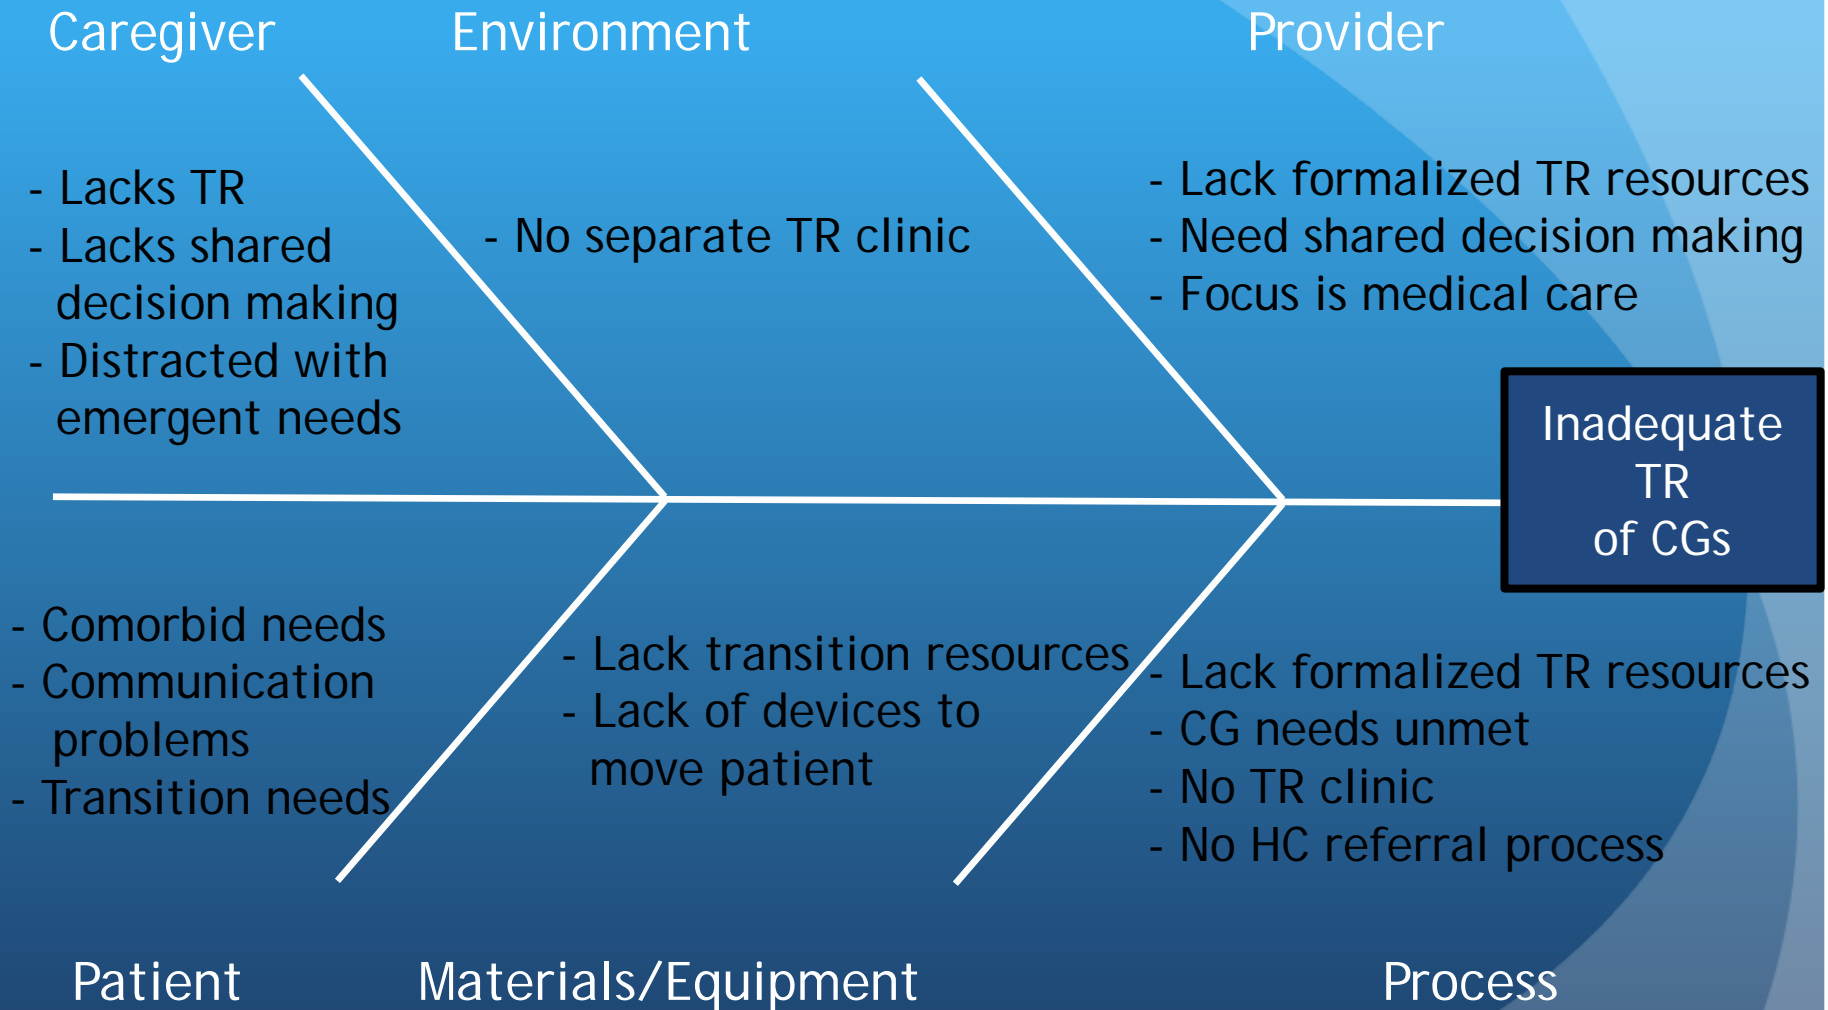 Caregiver
Environment
Provider
- Lacks TR
- Lacks shared
decision making
- Distracted with
emergent needs
- No separate TR clinic
- Lack formalized TR resources
- Need shared decision making
- Focus is medical care
Inadequate
TR
of CGs
- Comorbid needs
- Communication
problems
- Transition needs
- Lack transition resources
- Lack of devices to
move patient
- Lack formalized TR resources
- CG needs unmet
- No TR clinic
- No HC referral process
Patient
Materials/Equipment
Process